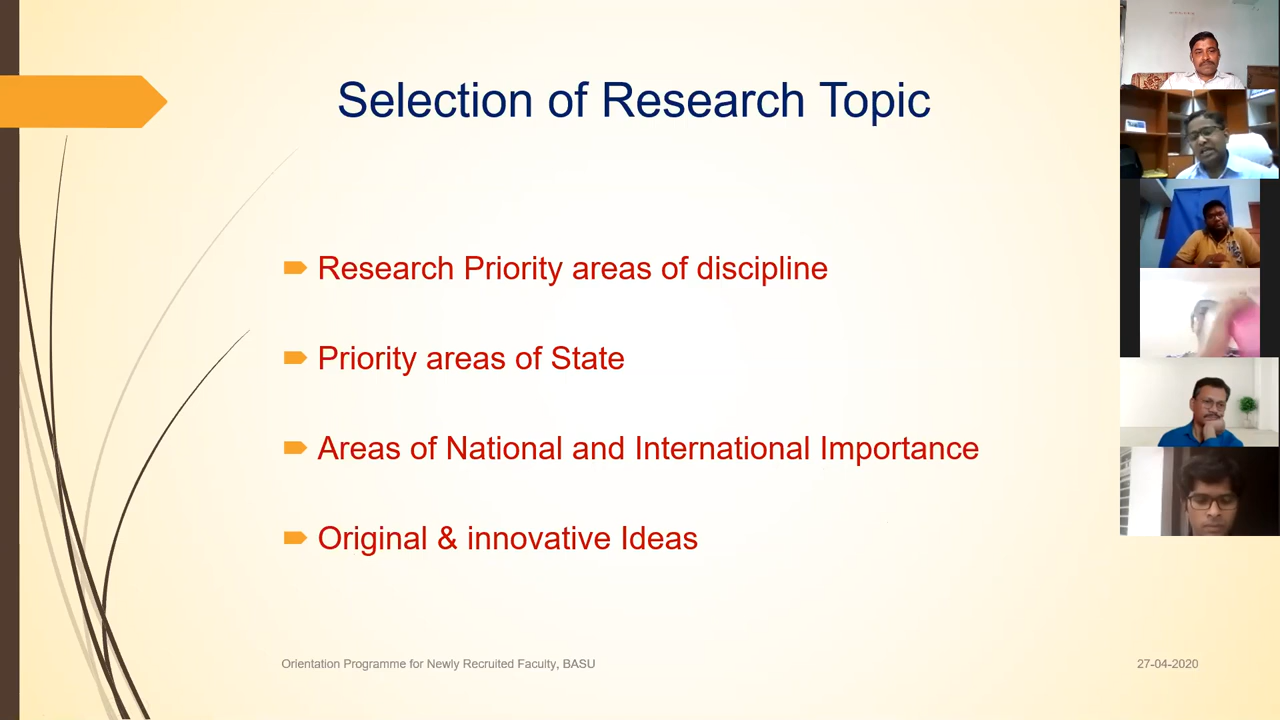 Selection of Research Topic
Research Priority areas of discipline
Priority areas of State
Areas of National and International Importance
Original & innovative Ideas
Orientation Programme for Newly Recruited Faculty, BASU
27-04-2020